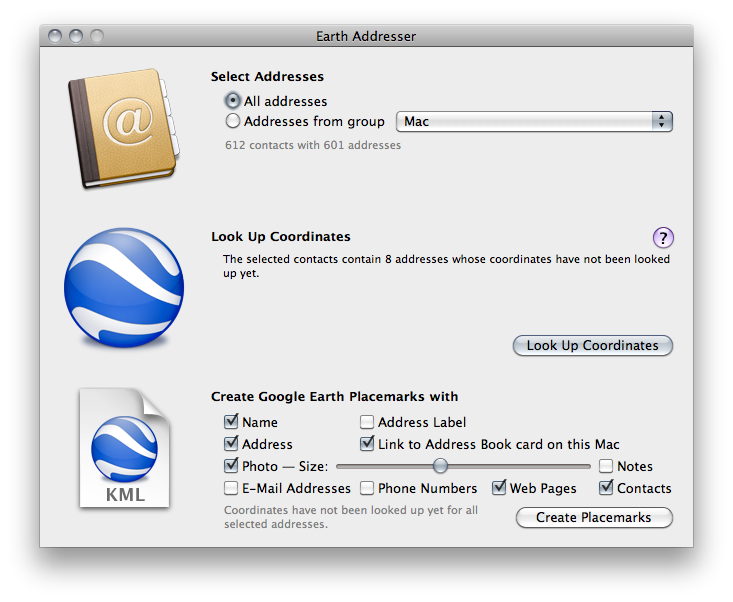 Earth Addresser
Select Addresses
All addresses
Addresses from group Mac
612 contacts with 601 addresses
Look Up Coordinates ?
The selected contacts contain 8 addresses whose coordinates have not been looked
up yet.
Look Up Coordinates
Create Google Earth Placemarks with
Name Address Label
Address Link to Address Book card on this Mac
Photo — Size: Notes
E-Mail Addresses Phone Numbers Web Pages Contacts
Coordinates have not been looked up yet for all
selected addresses.
Create Placemarks
@
KML